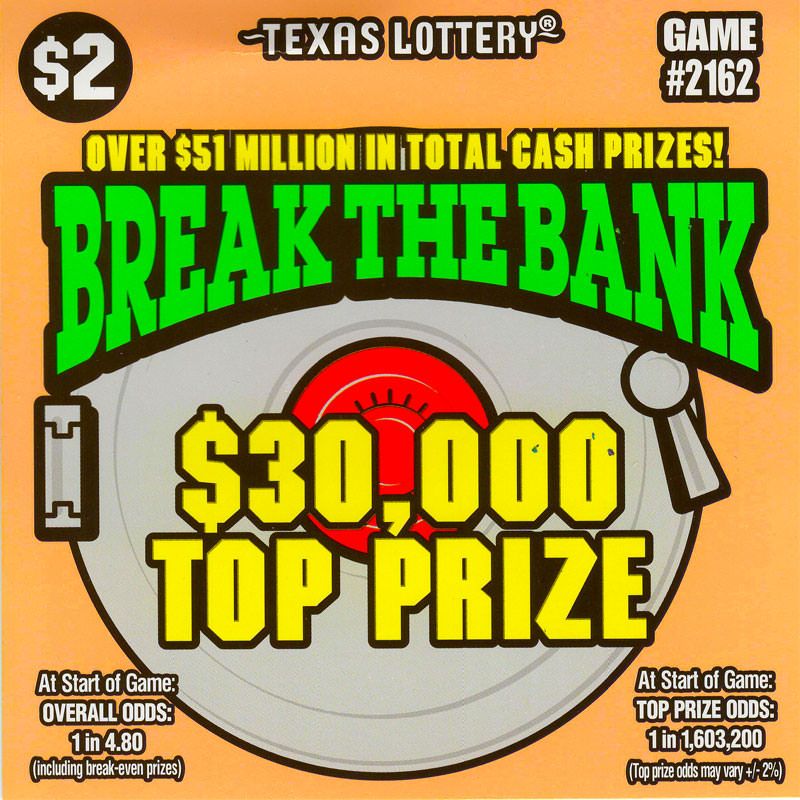 $2
TEXAS LOTTERY®
GAME
#2162
OVER $51 MILLION IN TOTAL CASH PRIZES!
BREAK THE BANK
$30,000
TOP PRIZE
At Start of Game:
OVERALL ODDS:
1 in 4.80
(including break-even prizes)
At Start of Game:
TOP PRIZE ODDS:
1 in 1,603,200
(Top prize odds may vary +/- 2%)